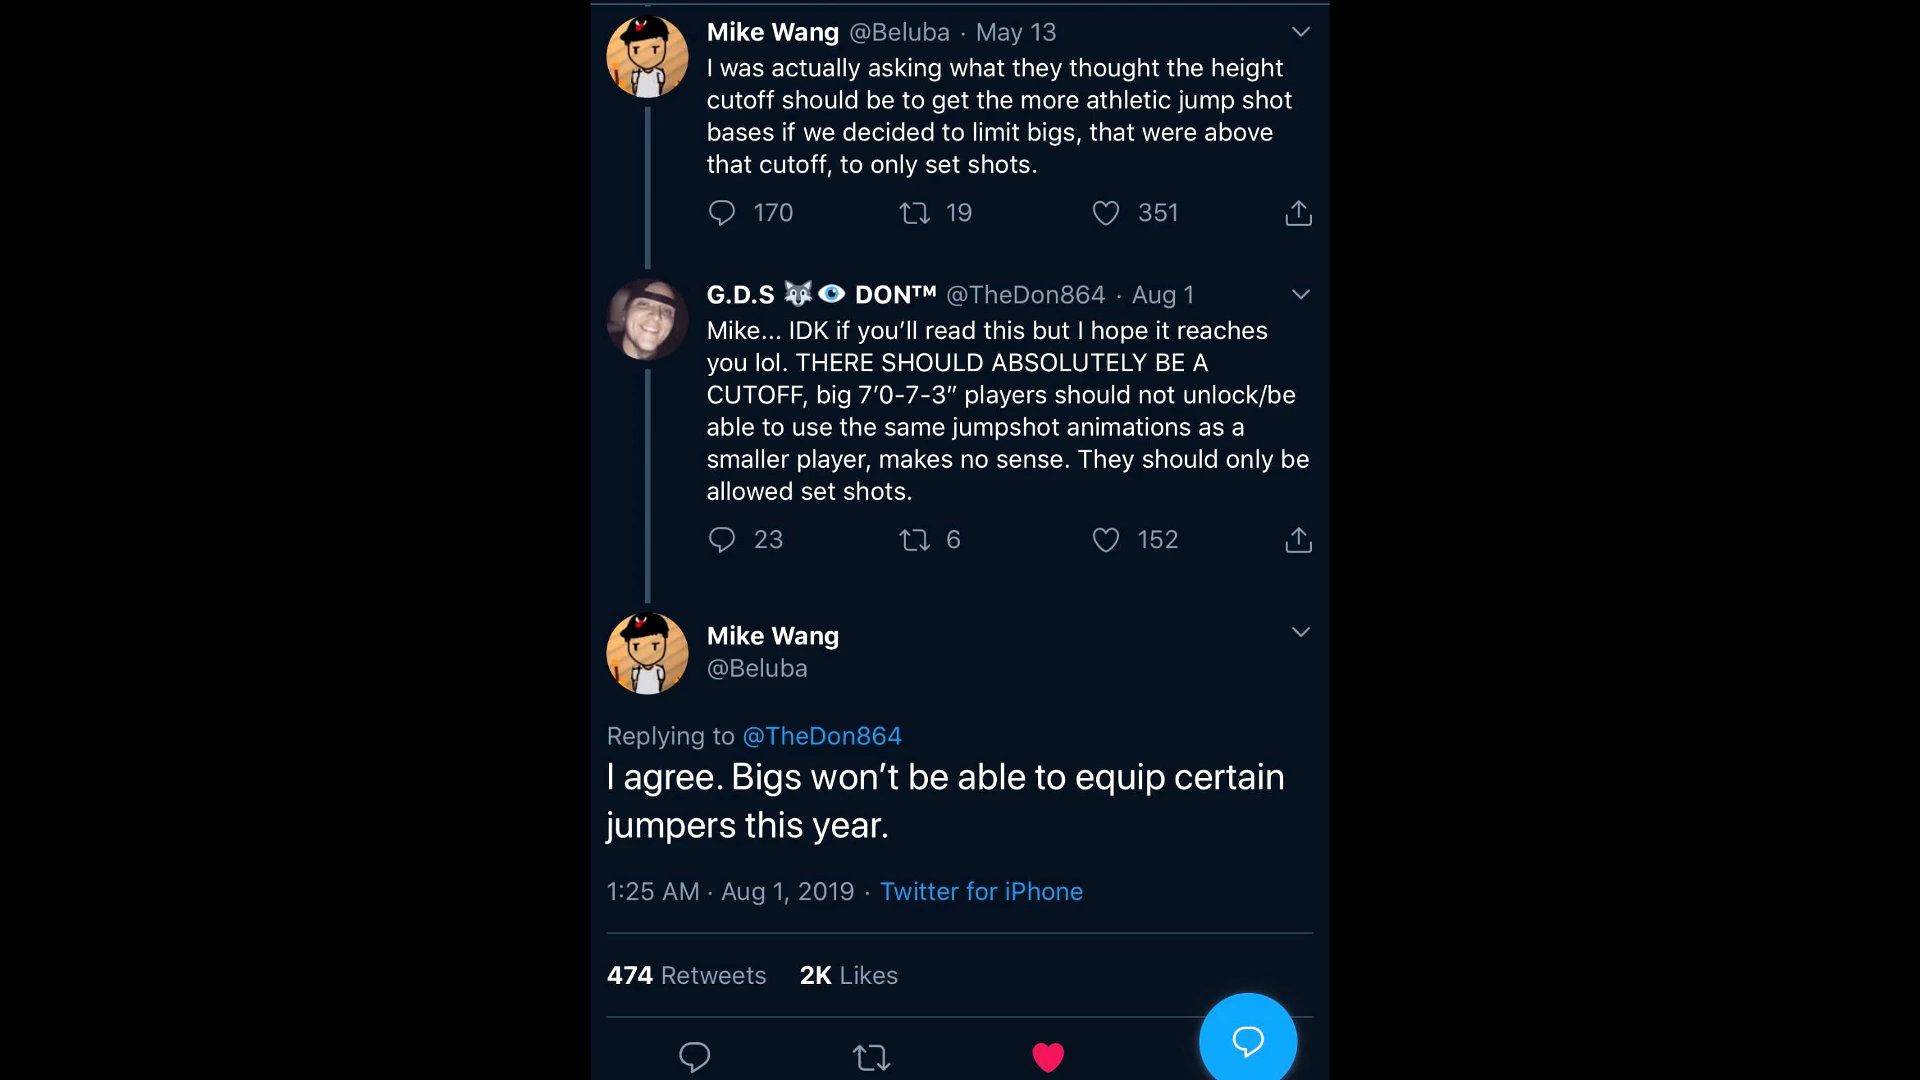 Mike Wang @Beluba · May 13
I was actually asking what they thought the height
cutoff should be to get the more athletic jump shot
bases if we decided to limit bigs, that were above
that cutoff, to only set shots.
170 19 351
G.D.S 🐺👁️ DON™ @TheDon864 · Aug 1
Mike... IDK if you’ll read this but I hope it reaches
you lol. THERE SHOULD ABSOLUTELY BE A
CUTOFF, big 7’0-7-3” players should not unlock/be
able to use the same jumpshot animations as a
smaller player, makes no sense. They should only be
allowed set shots.
23 6 152
Mike Wang
@Beluba
Replying to @TheDon864
I agree. Bigs won’t be able to equip certain
jumpers this year.
1:25 AM · Aug 1, 2019 · Twitter for iPhone
474 Retweets 2K Likes